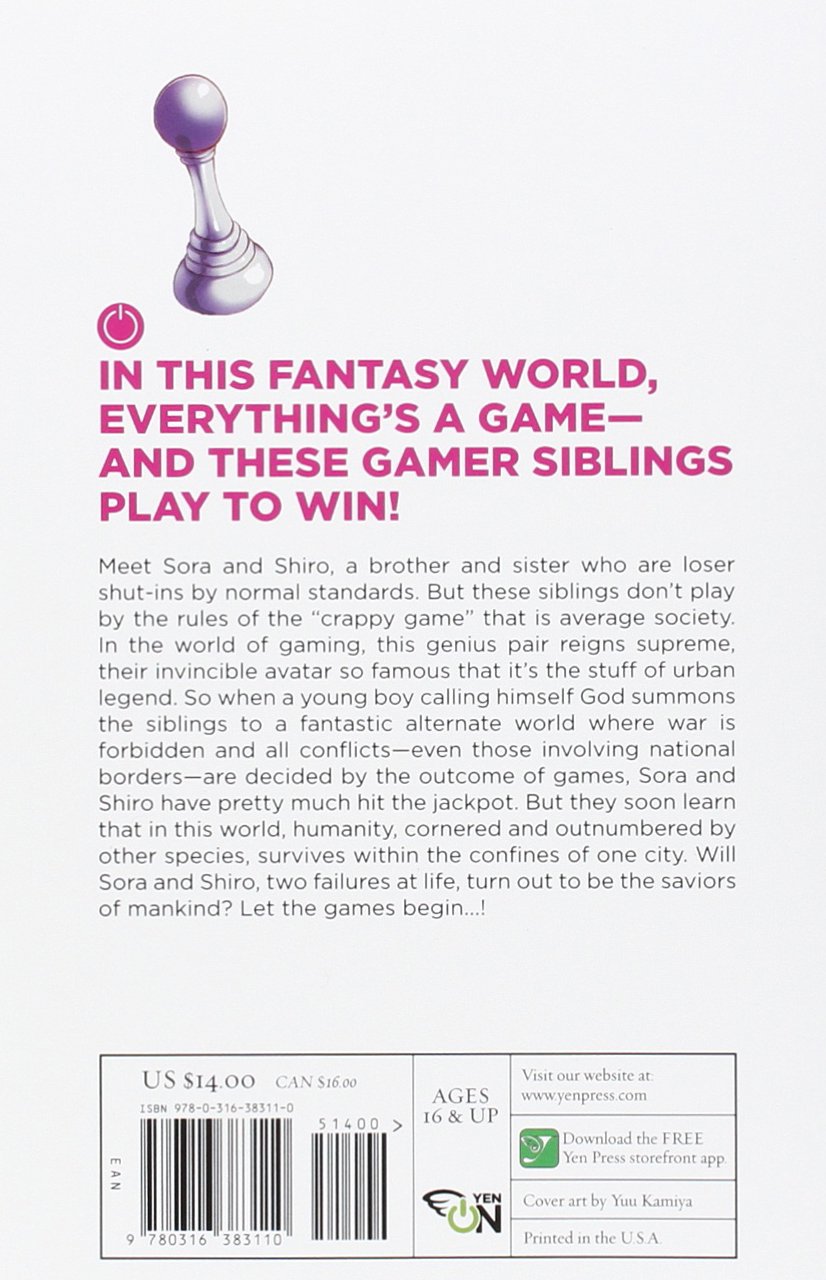 IN THIS FANTASY WORLD,
EVERYTHING’S A GAME—
AND THESE GAMER SIBLINGS
PLAY TO WIN!
Meet Sora and Shiro, a brother and sister who are loser
shut-ins by normal standards. But these siblings don’t play
by the rules of the “crappy game” that is average society.
In the world of gaming, this genius pair reigns supreme,
their invincible avatar so famous that it’s the stuff of urban
legend. So when a young boy calling himself God summons
the siblings to a fantastic alternate world where war is
forbidden and all conflicts—even those involving national
borders—are decided by the outcome of games, Sora and
Shiro have pretty much hit the jackpot. But they soon learn
that in this world, humanity, cornered and outnumbered by
other species, survives within the confines of one city. Will
Sora and Shiro, two failures at life, turn out to be the saviors
of mankind? Let the games begin...!
US $14.00 CAN $16.00
ISBN 978-0-316-38311-0
51400 >
EAN
9 780316 383110
AGES
16 & UP
YEN
ON
Visit our website at:
www.yenpress.com
Download the FREE
Yen Press storefront app.
Cover art by Yuu Kamiya
Printed in the U.S.A.